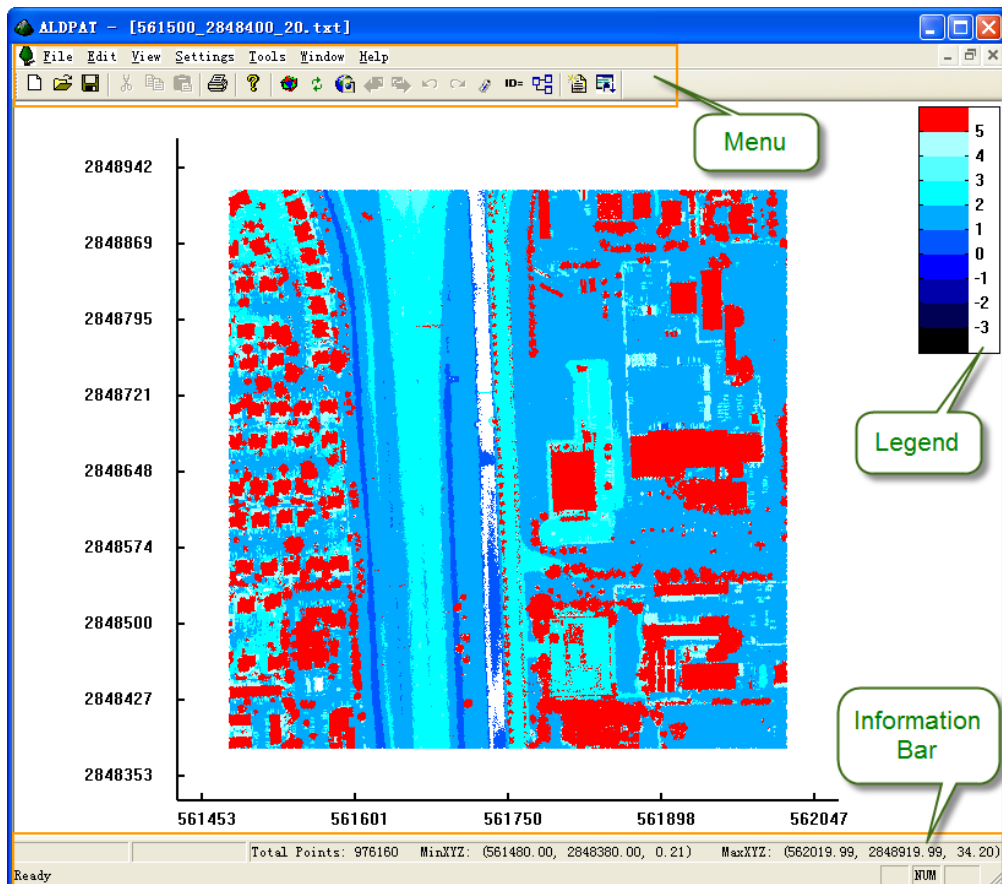 ALDPAT - [561500_2848400_20.txt]
File Edit View Settings Tools Window Help
ID=
Menu
5
4
3
2
1
0
-1
-2
-3
Legend
2848942
2848869
2848795
2848721
2848648
2848574
2848500
2848427
2848353
Information
Bar
561453 561601 561750 561898 562047
Total Points: 976160 MinXYZ: (561480.00, 2848380.00, 0.21) MaxXYZ: (562019.99, 2848919.99, 34.20)
Ready NUM